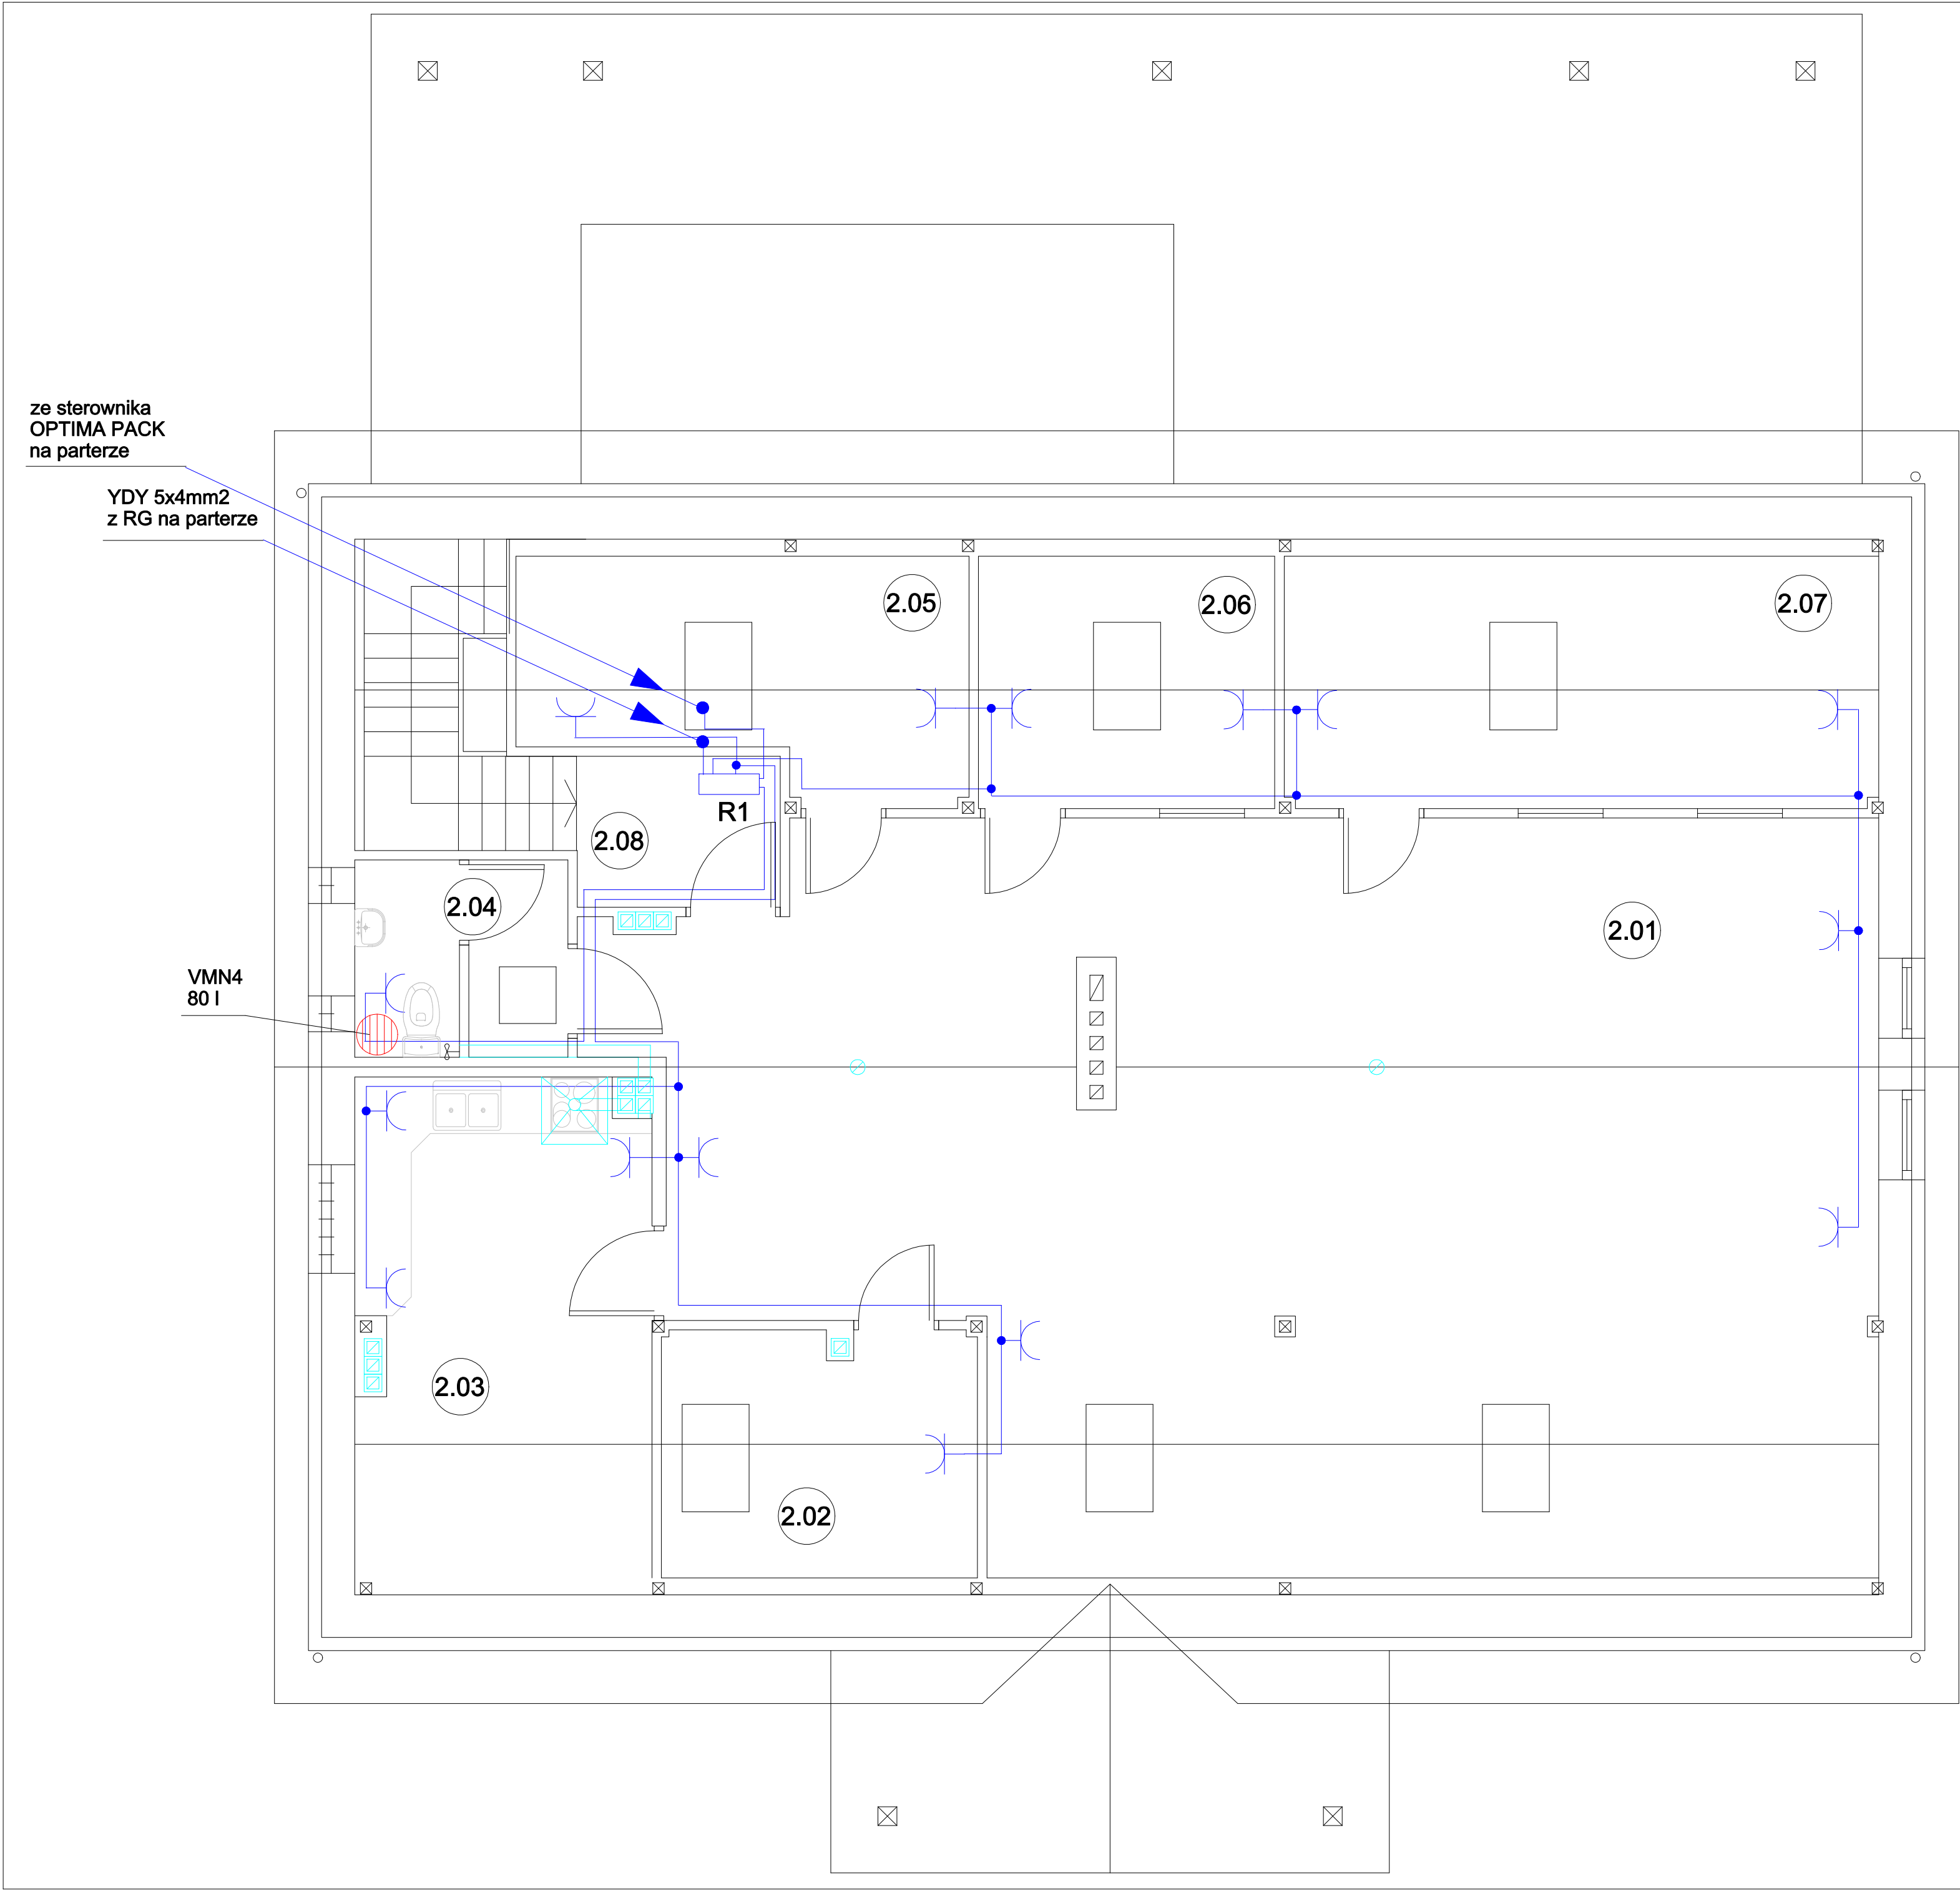 ze sterownika
OPTIMA PACK
na parterze
YDY 5x4mm2
z RG na parterze
2.05
2.06
2.07
R1
2.08
2.04
2.01
VMN4
80 l
2.03
2.02